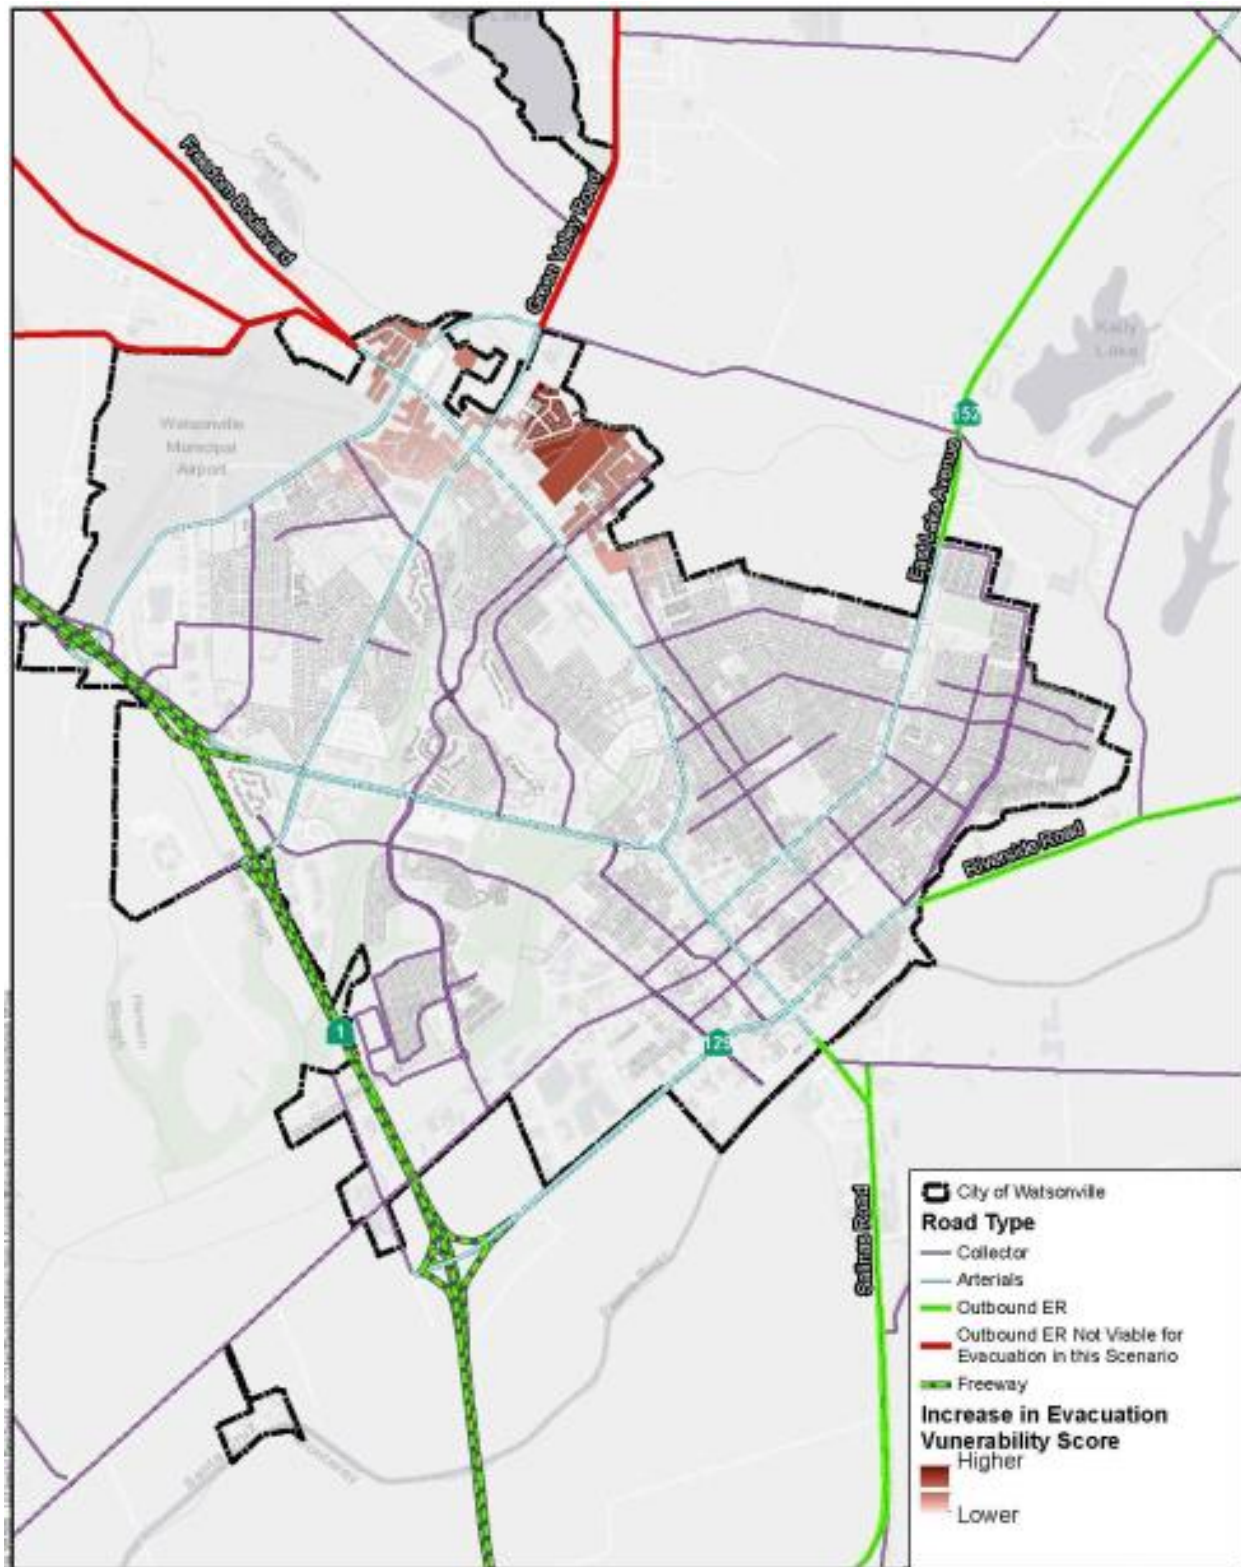 Freedom Boulevard
Green Valley Road
Watsonville
Municipal
Airport
Kelly
Lake
152
East Lake Avenue
Riverside Road
1
129
Salinas Road
City of Watsonville
Road Type
Collector
Arterials
Outbound ER
Outbound ER Not Viable for
Evacuation in this Scenario
Freeway
Increase in Evacuation
Vunerability Score
Higher
Lower